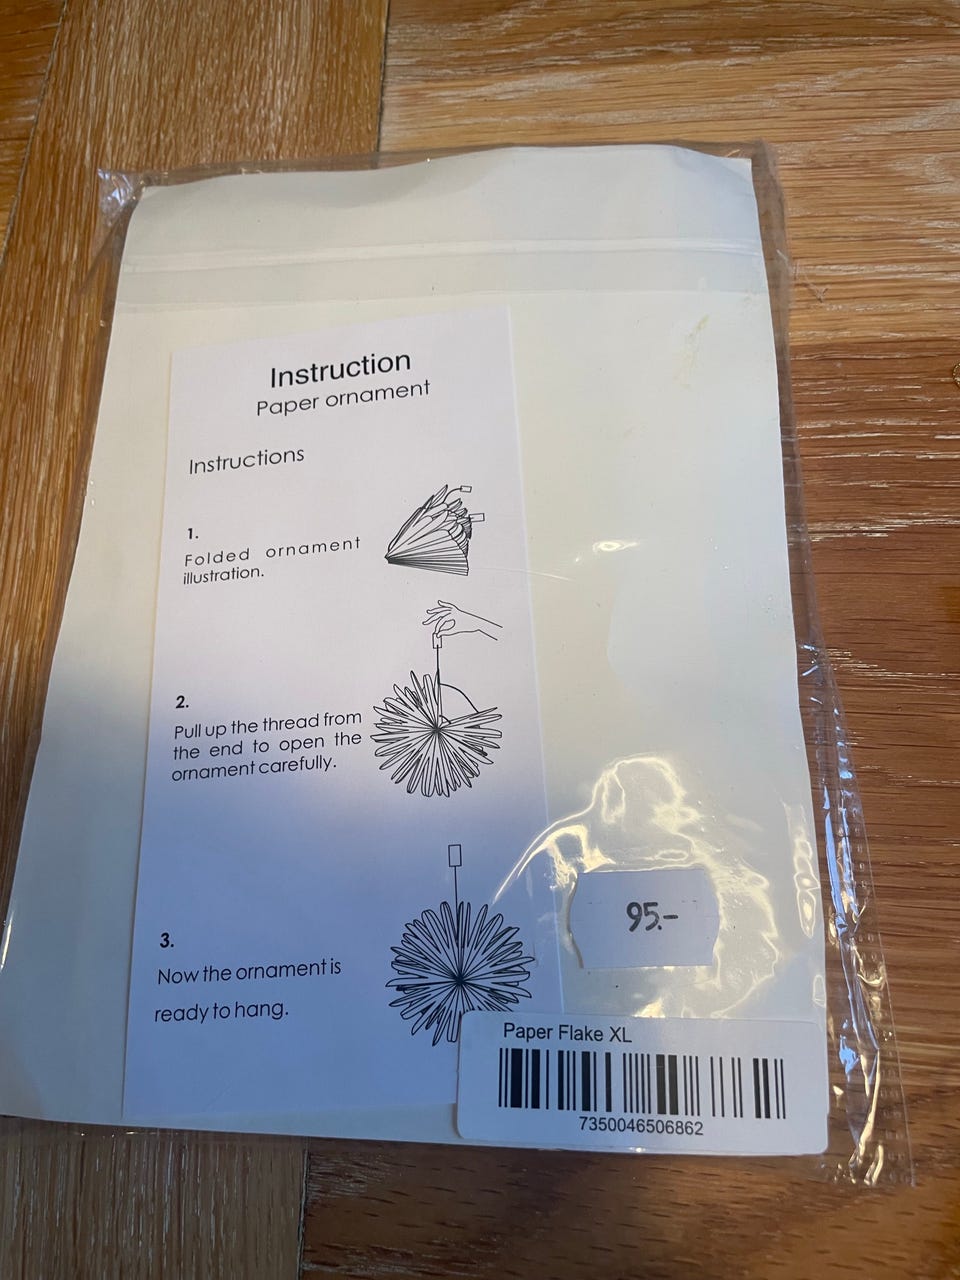 Instruction
Paper ornament
Instructions
1.
Folded ornament
illustration.
2.
Pull up the thread from
the end to open the
ornament carefully.
3.
Now the ornament is
ready to hang.
95.-
Paper Flake XL
7350046506862